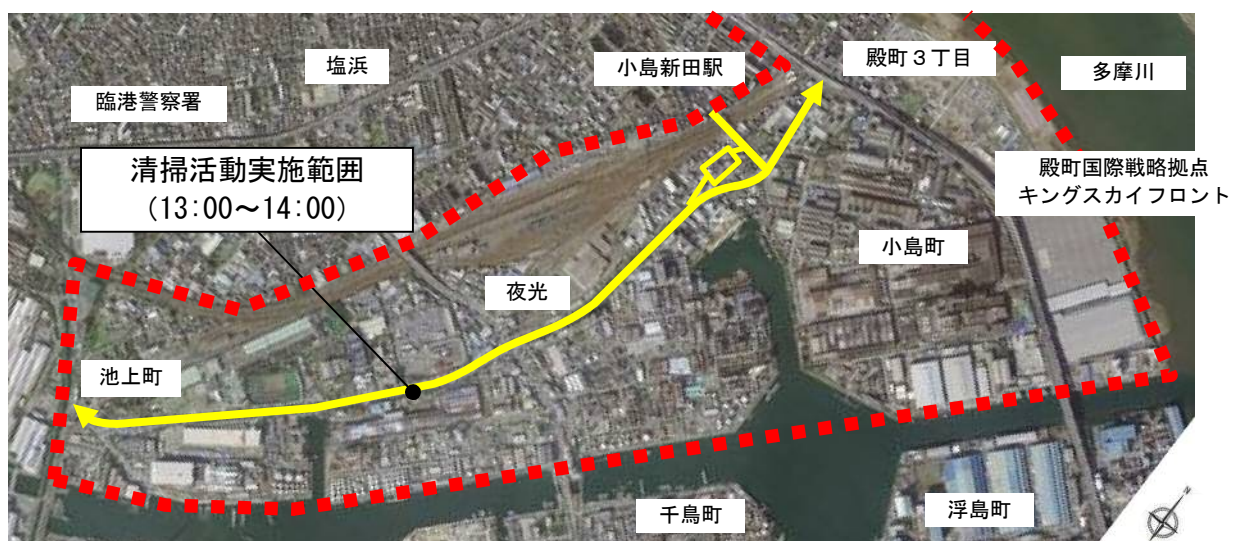 塩浜
小島新田駅
殿町３丁目
多摩川
臨港警察署
清掃活動実施範囲
（13:00～14:00）
殿町国際戦略拠点
キングスカイフロント
小島町
夜光
池上町
千鳥町
浮島町
N